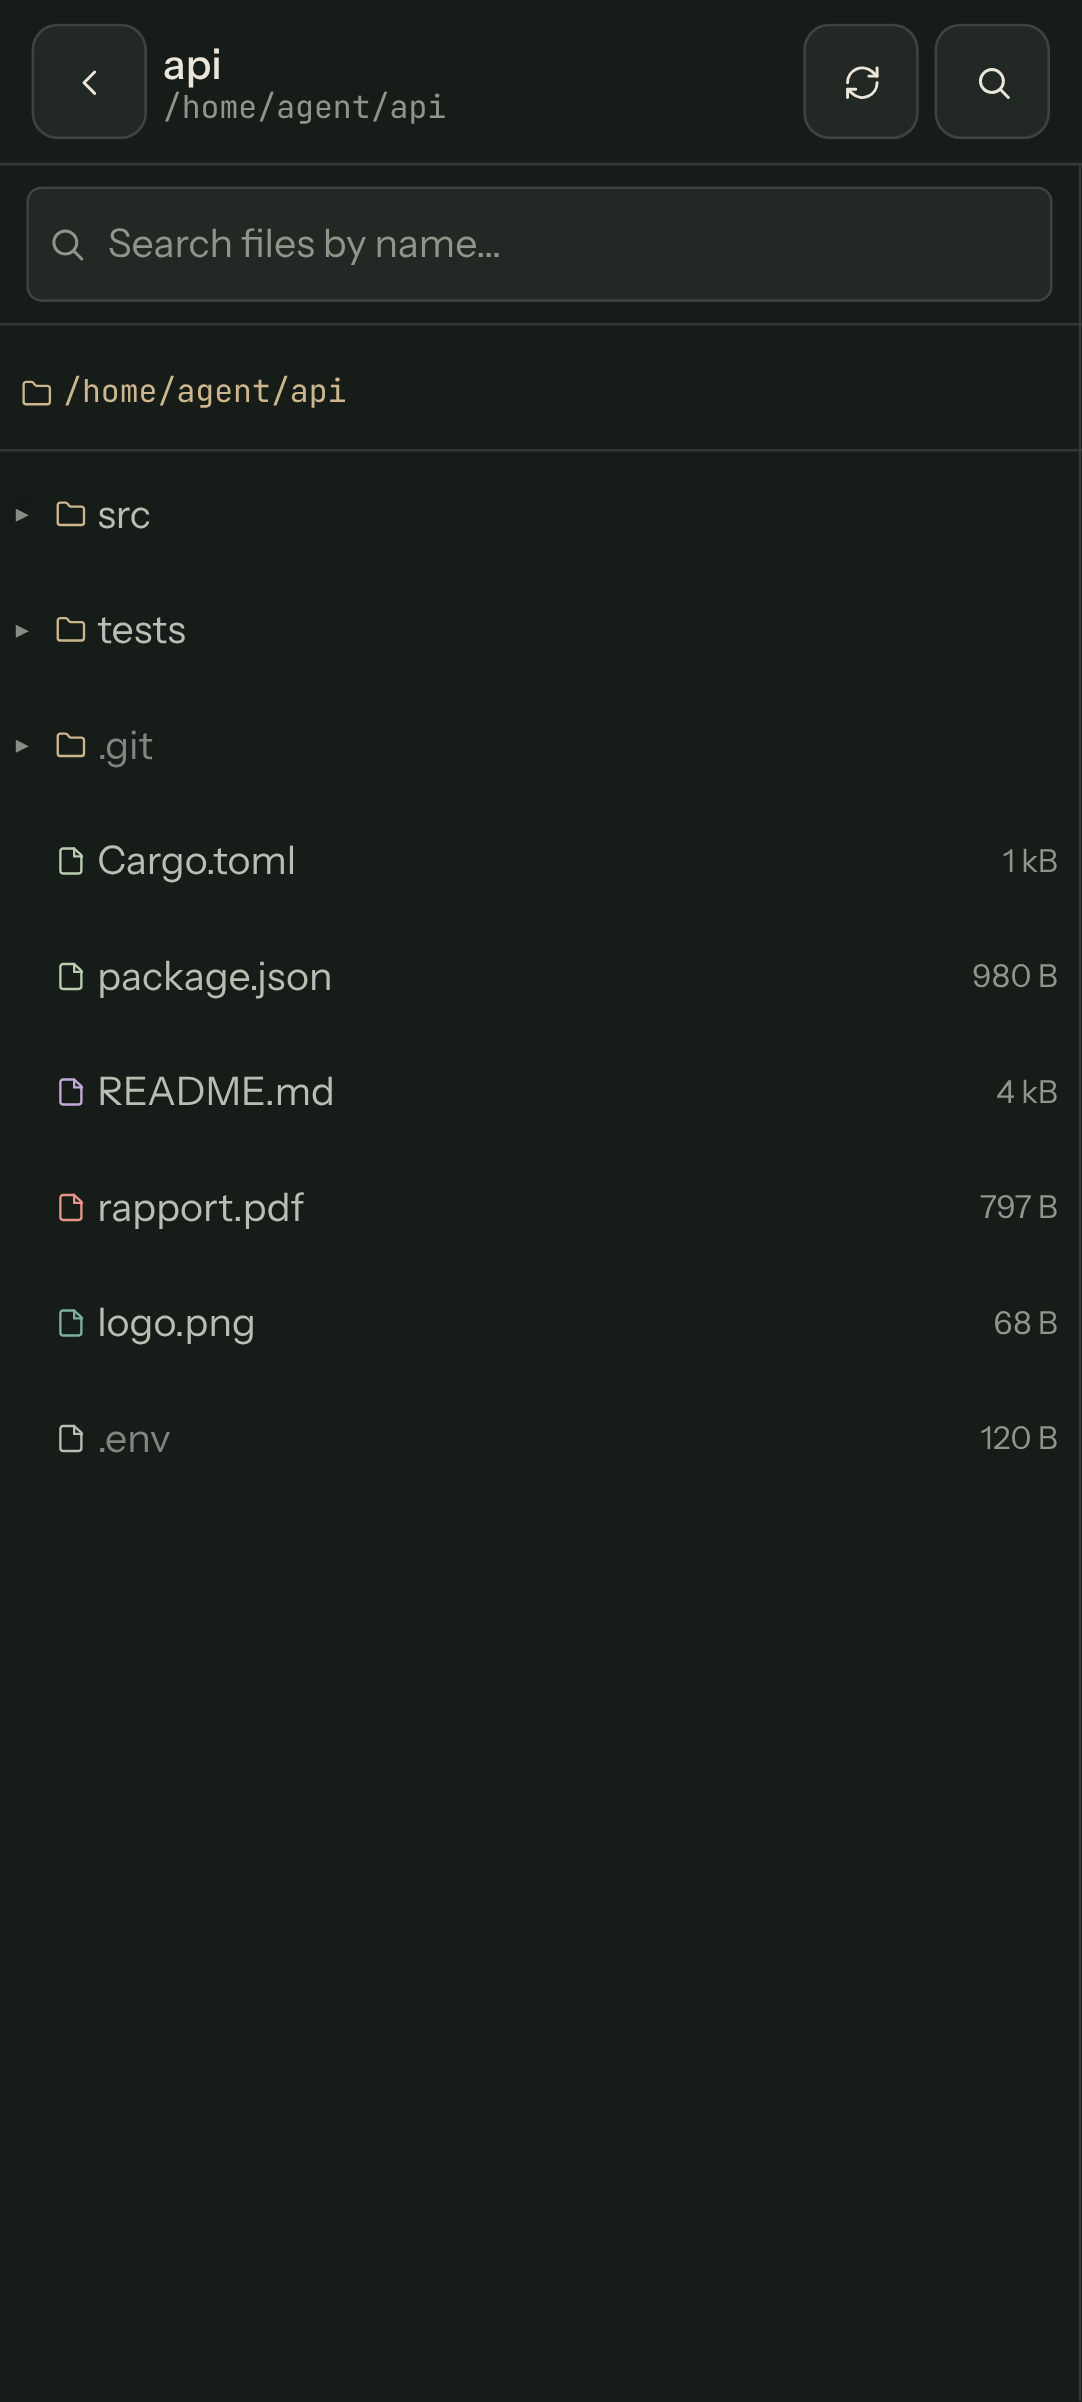 api
/home/agent/api
Search files by name...
/home/agent/api
src
tests
.git
Cargo.toml 1 kB
package.json 980 B
README.md 4 kB
rapport.pdf 797 B
logo.png 68 B
.env 120 B